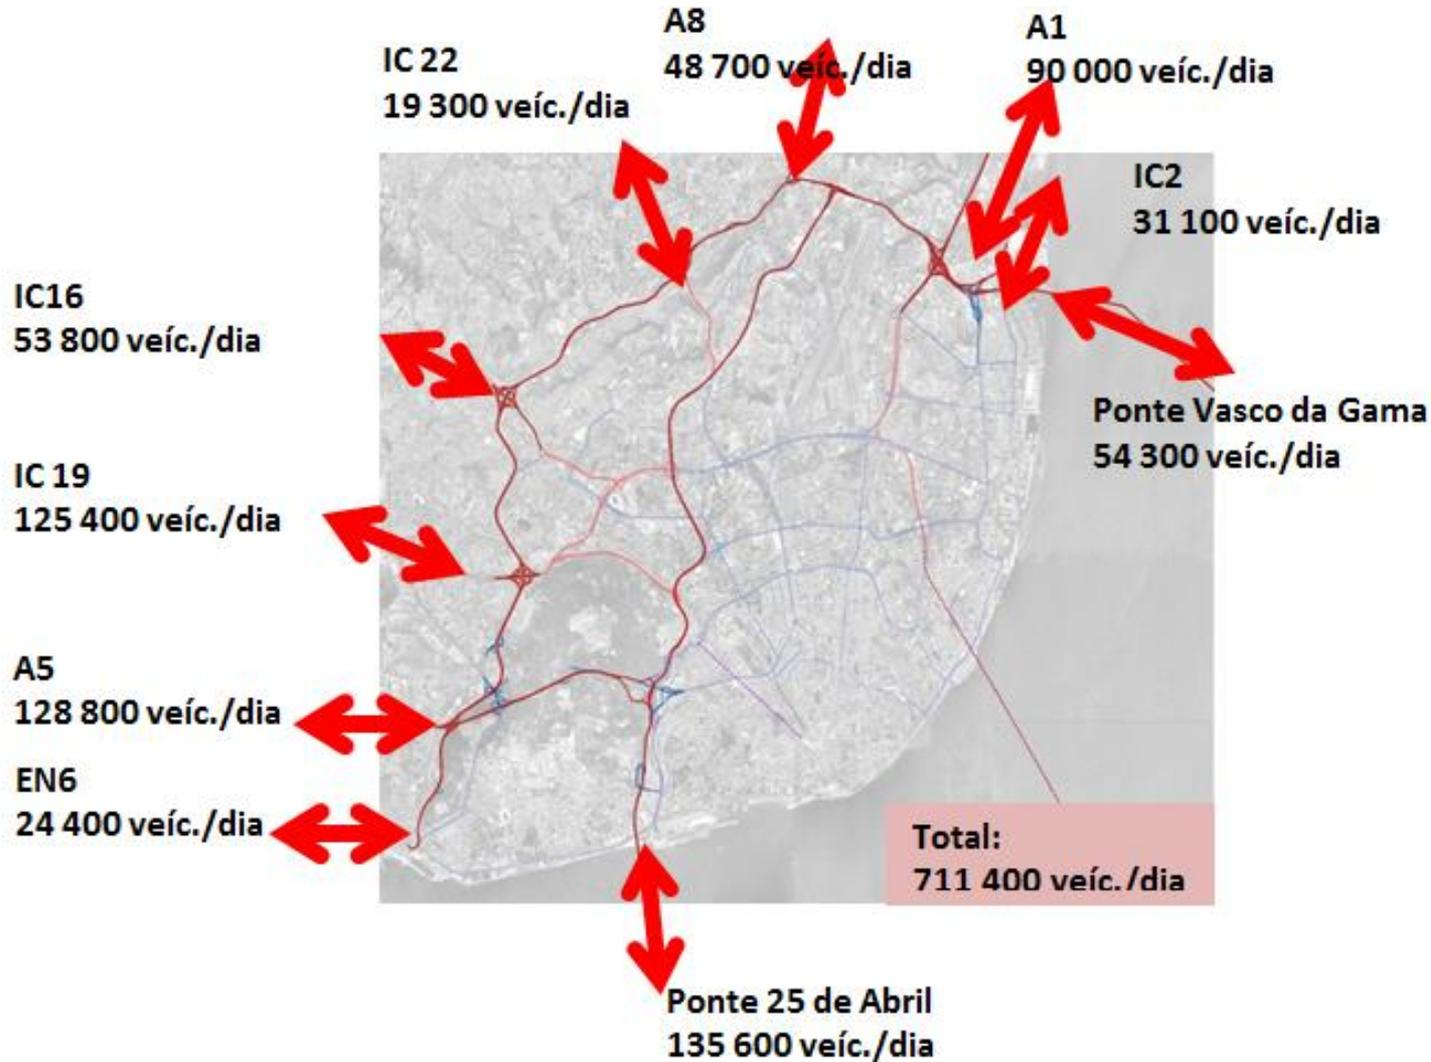 A8
48 700 veíc./dia
A1
90 000 veíc./dia
IC 22
19 300 veíc./dia
IC2
31 100 veíc./dia
IC16
53 800 veíc./dia
Ponte Vasco da Gama
54 300 veíc./dia
IC 19
125 400 veíc./dia
A5
128 800 veíc./dia
EN6
24 400 veíc./dia
Total:
711 400 veíc./dia
Ponte 25 de Abril
135 600 veíc./dia